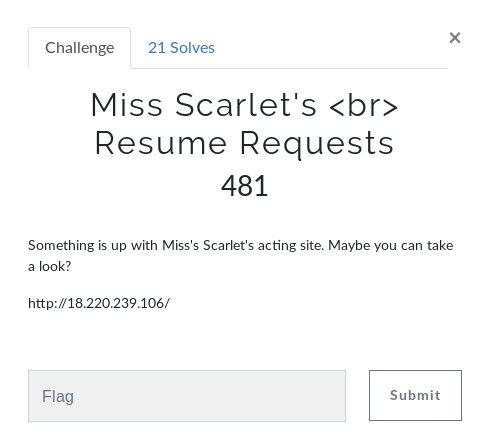 Challenge
21 Solves
×
Miss Scarlet's <br>
Resume Requests
481
Something is up with Miss's Scarlet's acting site. Maybe you can take
a look?
http://18.220.239.106/
Flag
Submit